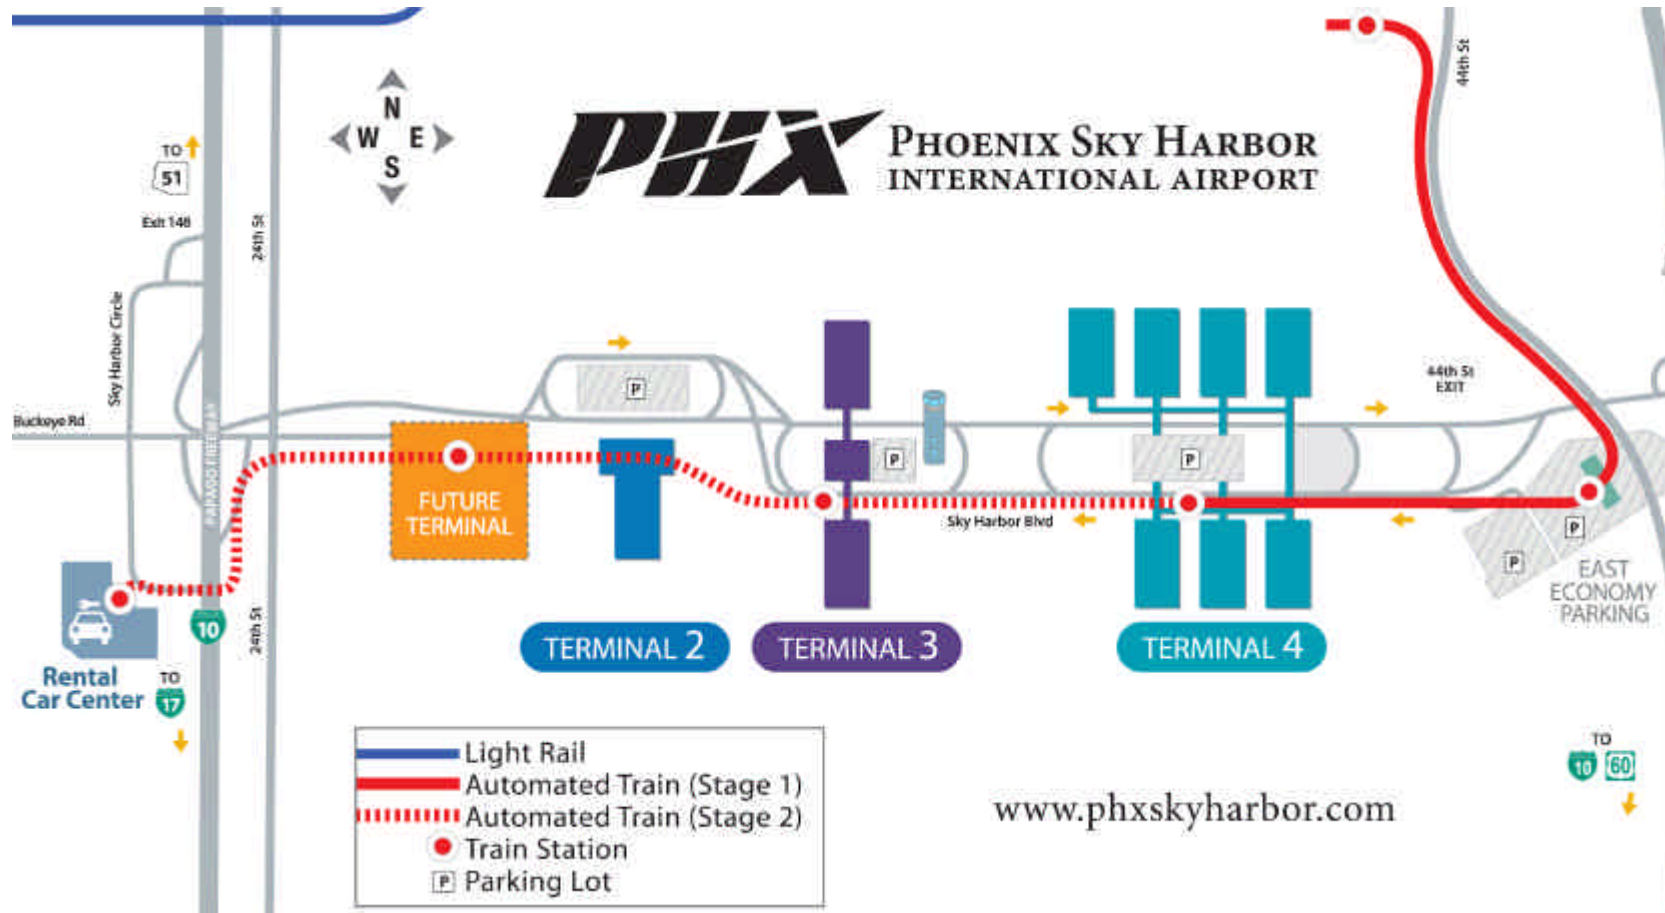 44th St
N
W E
S
PHX
PHOENIX SKY HARBOR
INTERNATIONAL AIRPORT
TO
51
Exit 148
24th St
Sky Harbor Circle
Buckeye Rd
PAPAGO FREEWAY
P
P
P
44th St
EXIT
FUTURE
TERMINAL
Sky Harbor Blvd
P
P
EAST
ECONOMY
PARKING
10
24th St
TERMINAL 2
TERMINAL 3
TERMINAL 4
Rental
Car Center
TO
17
Light Rail
Automated Train (Stage 1)
Automated Train (Stage 2)
Train Station
P Parking Lot
www.phxskyharbor.com
TO
10 60